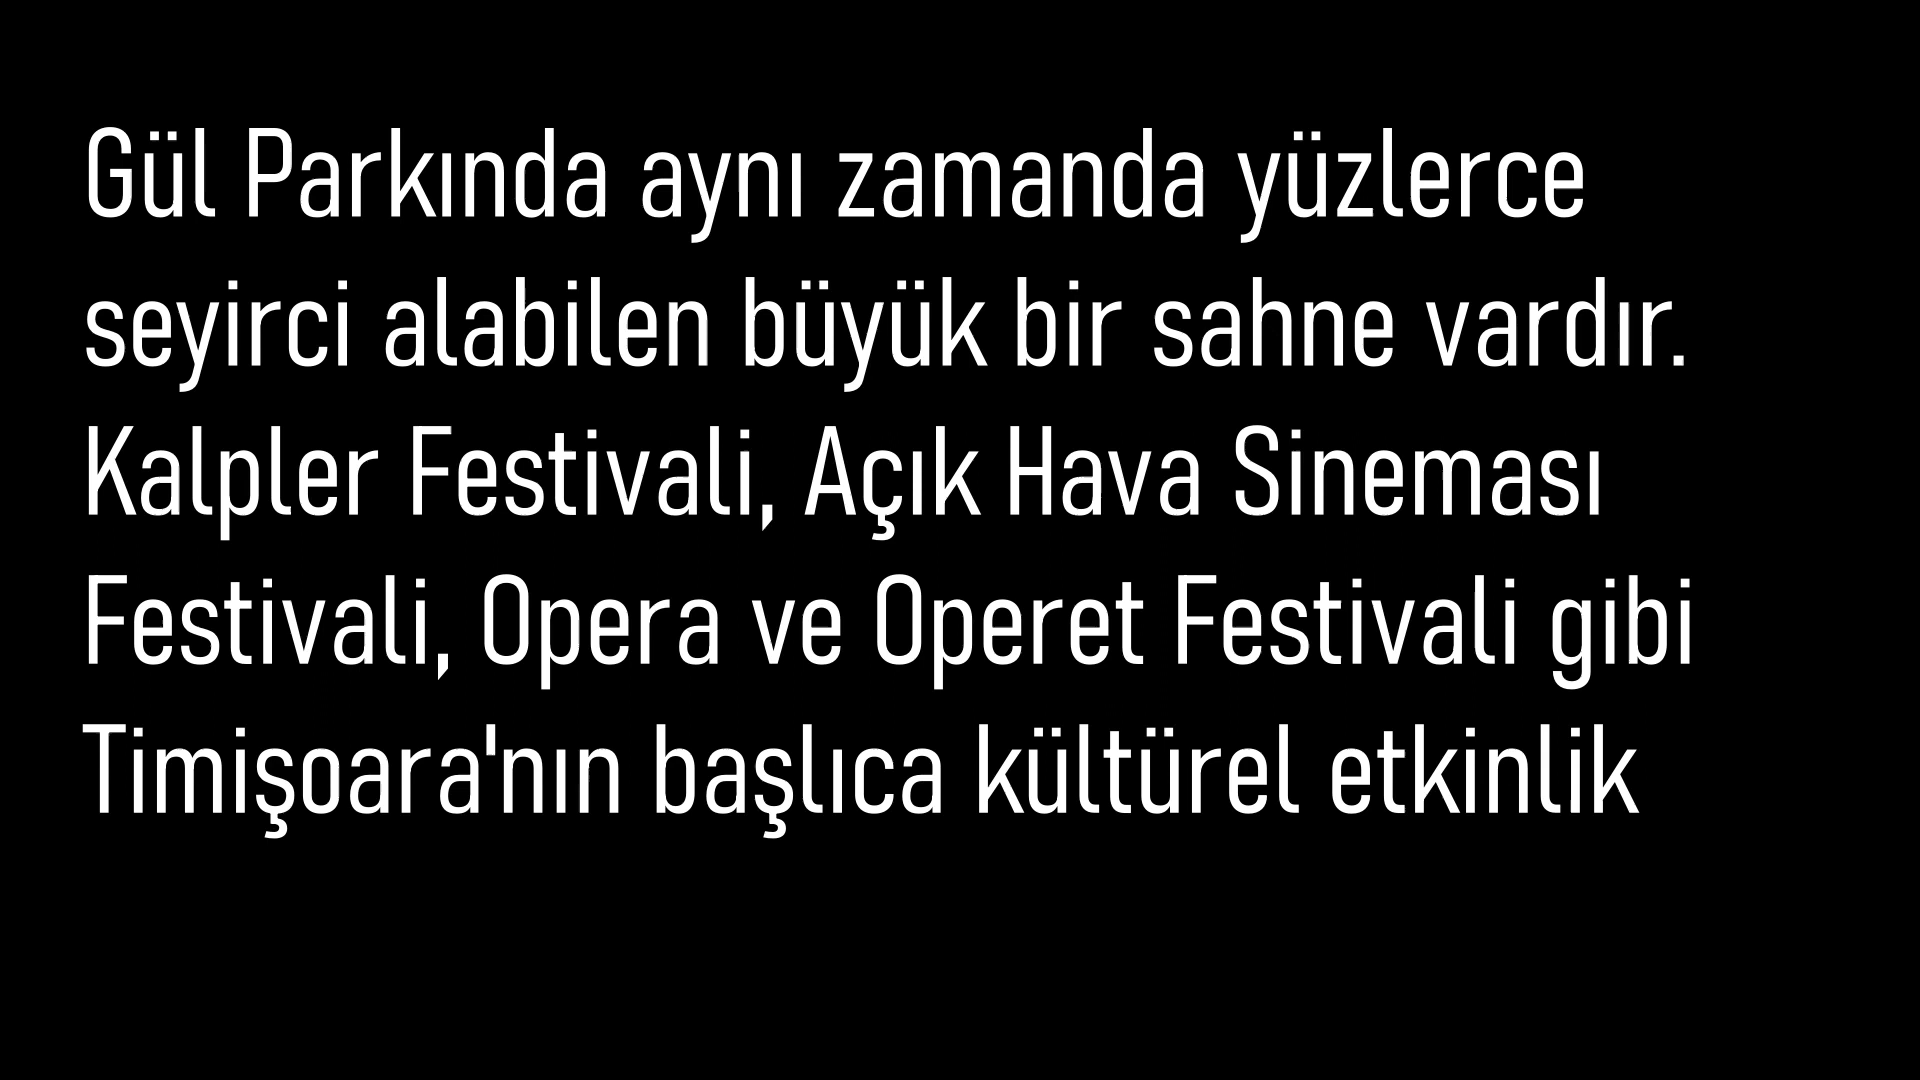 Gül Parkında aynı zamanda yüzlerce
seyirci alabilen büyük bir sahne vardır.
Kalpler Festivali, Açık Hava Sineması
Festivali, Opera ve Operet Festivali gibi
Timişoara'nın başlıca kültürel etkinlik